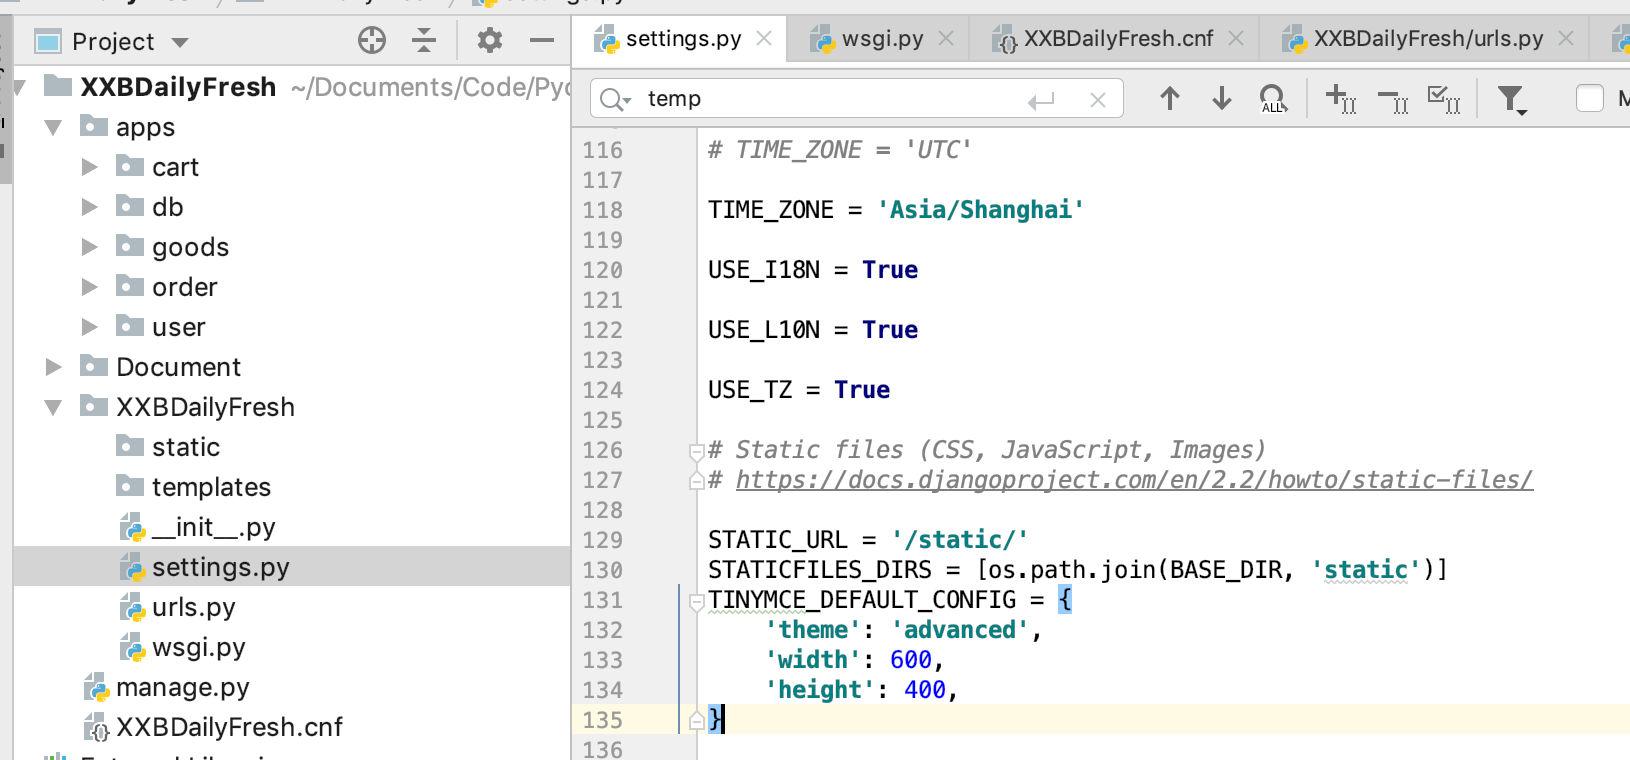 Project
XXBDailyFresh ~/Documents/Code/Pyc
apps
cart
db
goods
order
user
Document
XXBDailyFresh
static
templates
__init__.py
settings.py
urls.py
wsgi.py
manage.py
XXBDailyFresh.cnf
settings.py
wsgi.py
XXBDailyFresh.cnf
XXBDailyFresh/urls.py
temp
ALL
M
116 # TIME_ZONE = 'UTC'
117
118 TIME_ZONE = 'Asia/Shanghai'
119
120 USE_I18N = True
121
122 USE_L10N = True
123
124 USE_TZ = True
125
126 # Static files (CSS, JavaScript, Images)
127 # https://docs.djangoproject.com/en/2.2/howto/static-files/
128
129 STATIC_URL = '/static/'
130 STATICFILES_DIRS = [os.path.join(BASE_DIR, 'static')]
131 TINYMCE_DEFAULT_CONFIG = {
132 'theme': 'advanced',
133 'width': 600,
134 'height': 400,
135 }
136